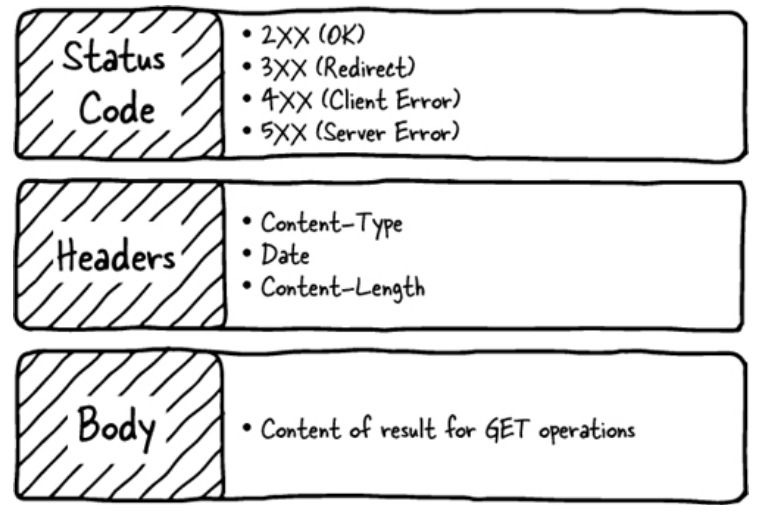 Status
Code
• 2XX (OK)
• 3XX (Redirect)
• 4XX (Client Error)
• 5XX (Server Error)
Headers
• Content-Type
• Date
• Content-Length
Body
• Content of result for GET operations